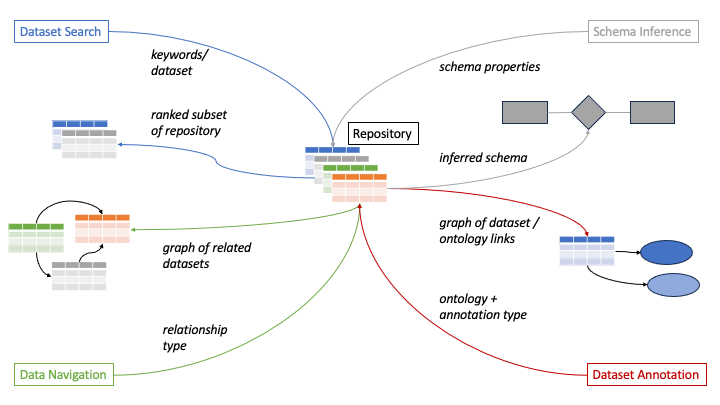 Dataset Search
Schema Inference
keywords/
dataset
schema properties
ranked subset
of repository
Repository
inferred schema
graph of dataset /
ontology links
graph of related
datasets
ontology +
annotation type
relationship
type
Data Navigation
Dataset Annotation